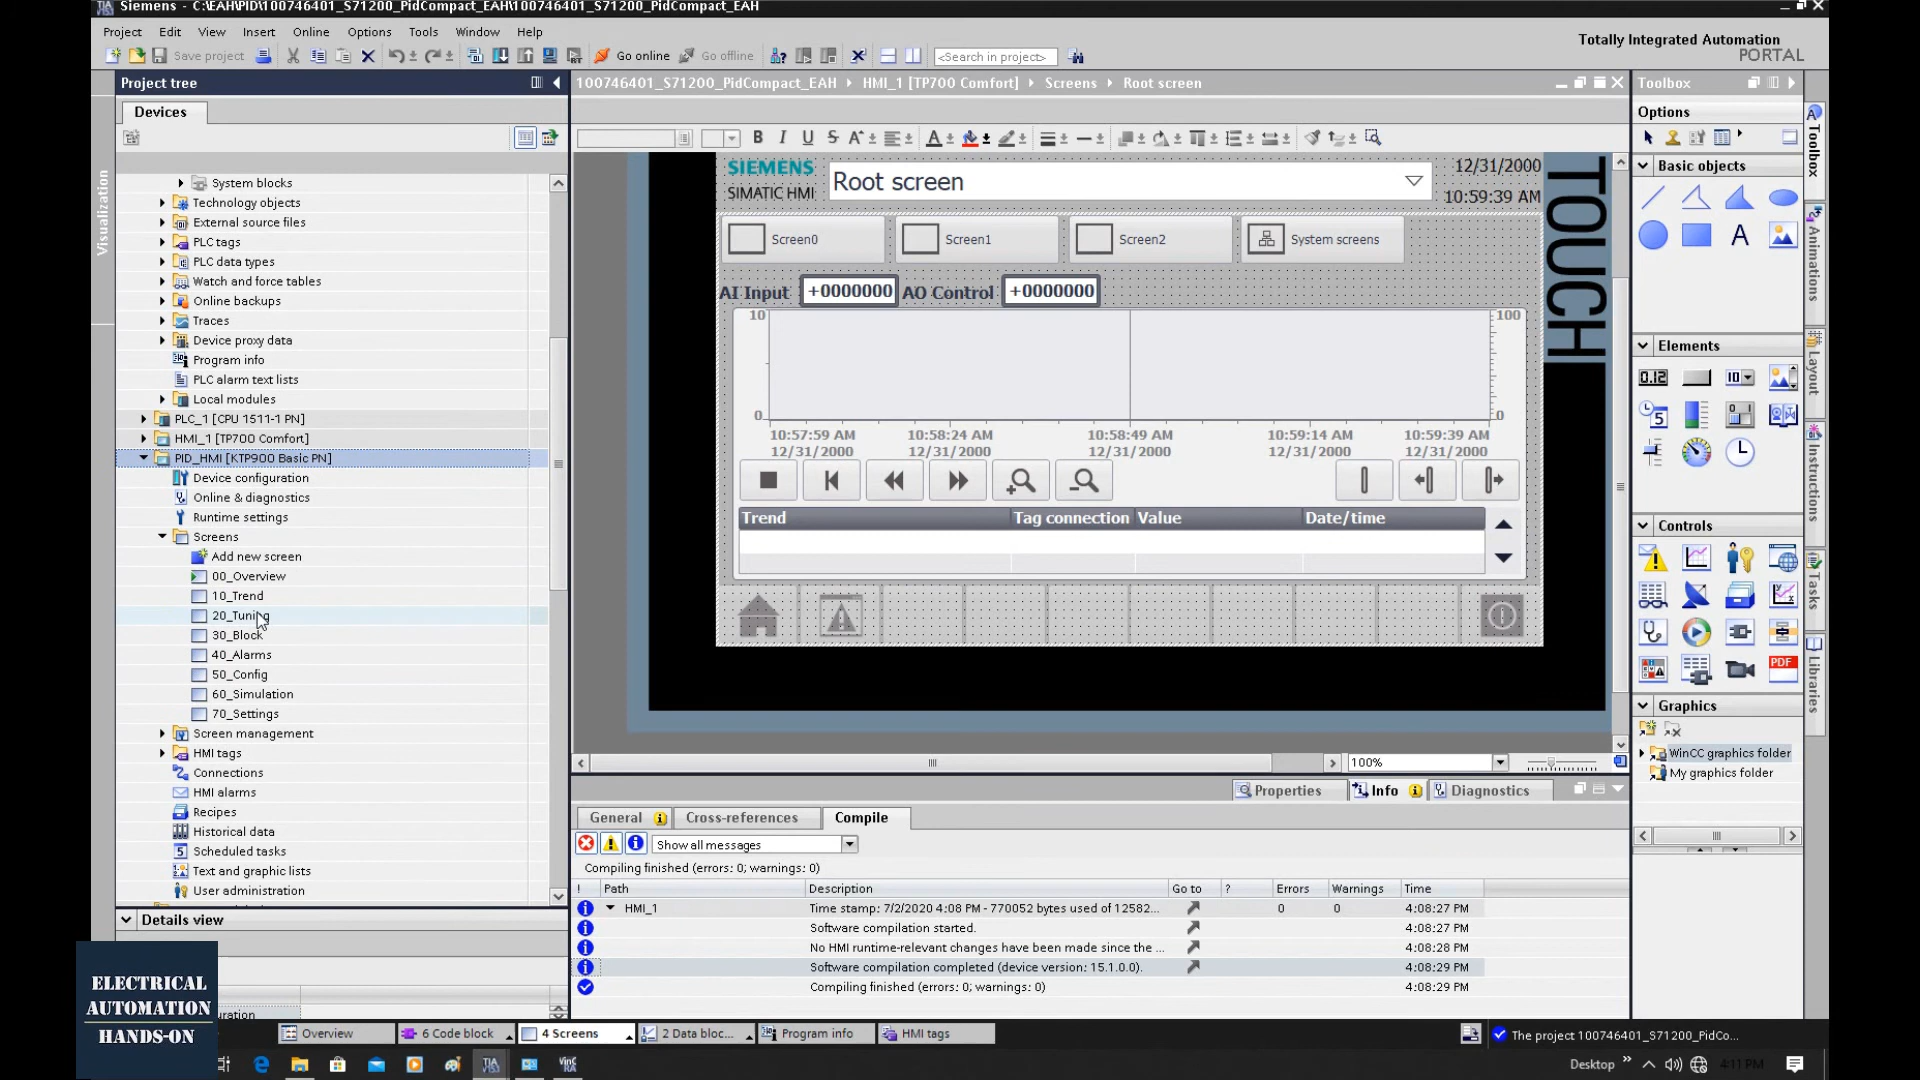 Siemens - C:\EAH\PID\100746401_S71200_PidCompact_EAH\100746401_S71200_PidCompact_EAH
Project Edit View Insert Online Options Tools Window Help
Totally Integrated Automation
PORTAL
Save project
Go online
Go offline
<Search in project>
Project tree
100746401_S71200_PidCompact_EAH HMI_1 [TP700 Comfort] Screens Root screen
Toolbox
Devices
Options
Visualization
System blocks
Technology objects
External source files
PLC tags
PLC data types
Watch and force tables
Online backups
Traces
Device proxy data
Program info
PLC alarm text lists
Local modules
PLC_1 [CPU 1511-1 PN]
HMI_1 [TP700 Comfort]
PID_HMI [KTP900 Basic PN]
Device configuration
Online & diagnostics
Runtime settings
Screens
Add new screen
00_Overview
10_Trend
20_Tuning
30_Block
40_Alarms
50_Config
60_Simulation
70_Settings
Screen management
HMI tags
Connections
HMI alarms
Recipes
Historical data
Scheduled tasks
Text and graphic lists
User administration
Details view
SIEMENS
SIMATIC HMI
Root screen
12/31/2000
10:59:39 AM
TOUCH
Screen0 Screen1 Screen2 System screens
AI Input +0000000 AO Control +0000000
10 100
0 0
10:57:59 AM 10:58:24 AM 10:58:49 AM 10:59:14 AM 10:59:39 AM
12/31/2000 12/31/2000 12/31/2000 12/31/2000 12/31/2000
Trend Tag connection Value Date/time
100%
Properties Info Diagnostics
General Cross-references Compile
Show all messages
Compiling finished (errors: 0; warnings: 0)
! Path Description Go to ? Errors Warnings Time
HMI_1 Time stamp: 7/2/2020 4:08 PM - 770052 bytes used of 12582... 0 0 4:08:27 PM
Software compilation started. 4:08:27 PM
No HMI runtime-relevant changes have been made since the ... 4:08:28 PM
Software compilation completed (device version: 15.1.0.0). 4:08:29 PM
Compiling finished (errors: 0; warnings: 0) 4:08:29 PM
Basic objects
Elements
0.12
10
5
Controls
PDF
Graphics
WinCC graphics folder
My graphics folder
Toolbox
Animations
Layout
Instructions
Tasks
Libraries
ELECTRICAL
AUTOMATION
HANDS-ON
Overview 6 Code block 4 Screens 2 Data bloc... Program info HMI tags
The project 100746401_S71200_PidCo...
Desktop
4:11 PM